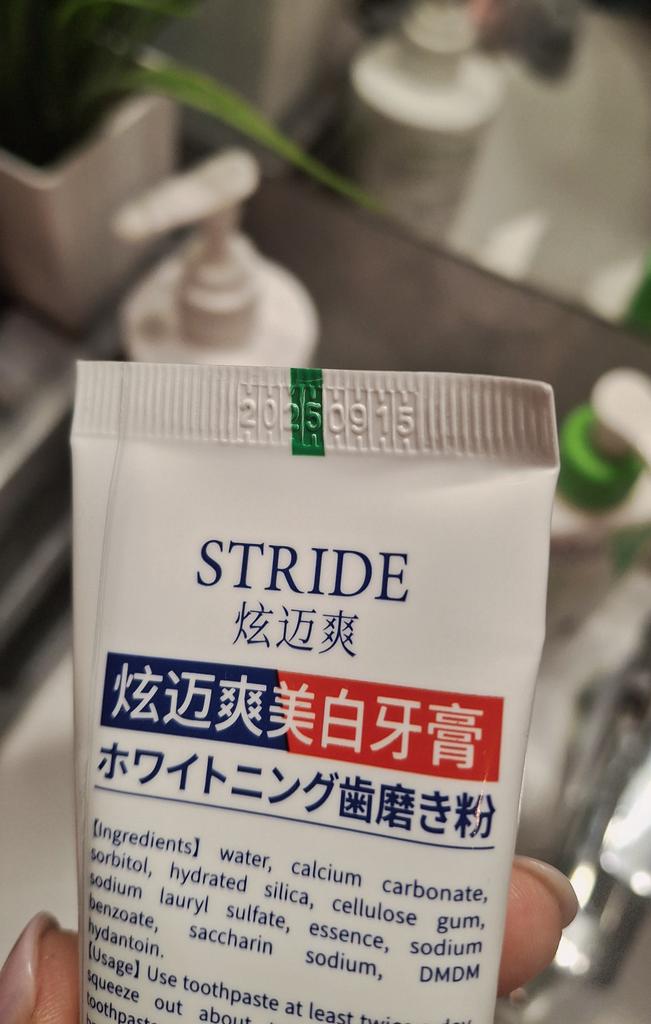 20250915
STRIDE
炫迈爽
炫迈爽美白牙膏
ホワイトニング歯磨き粉
【Ingredients】 water, calcium carbonate,
sorbitol, hydrated silica, cellulose gum,
sodium lauryl sulfate, essence, sodium
benzoate, saccharin sodium, DMDM
hydantoin.
【Usage】 Use toothpaste at least twice day,
squeeze out about
toothpaste